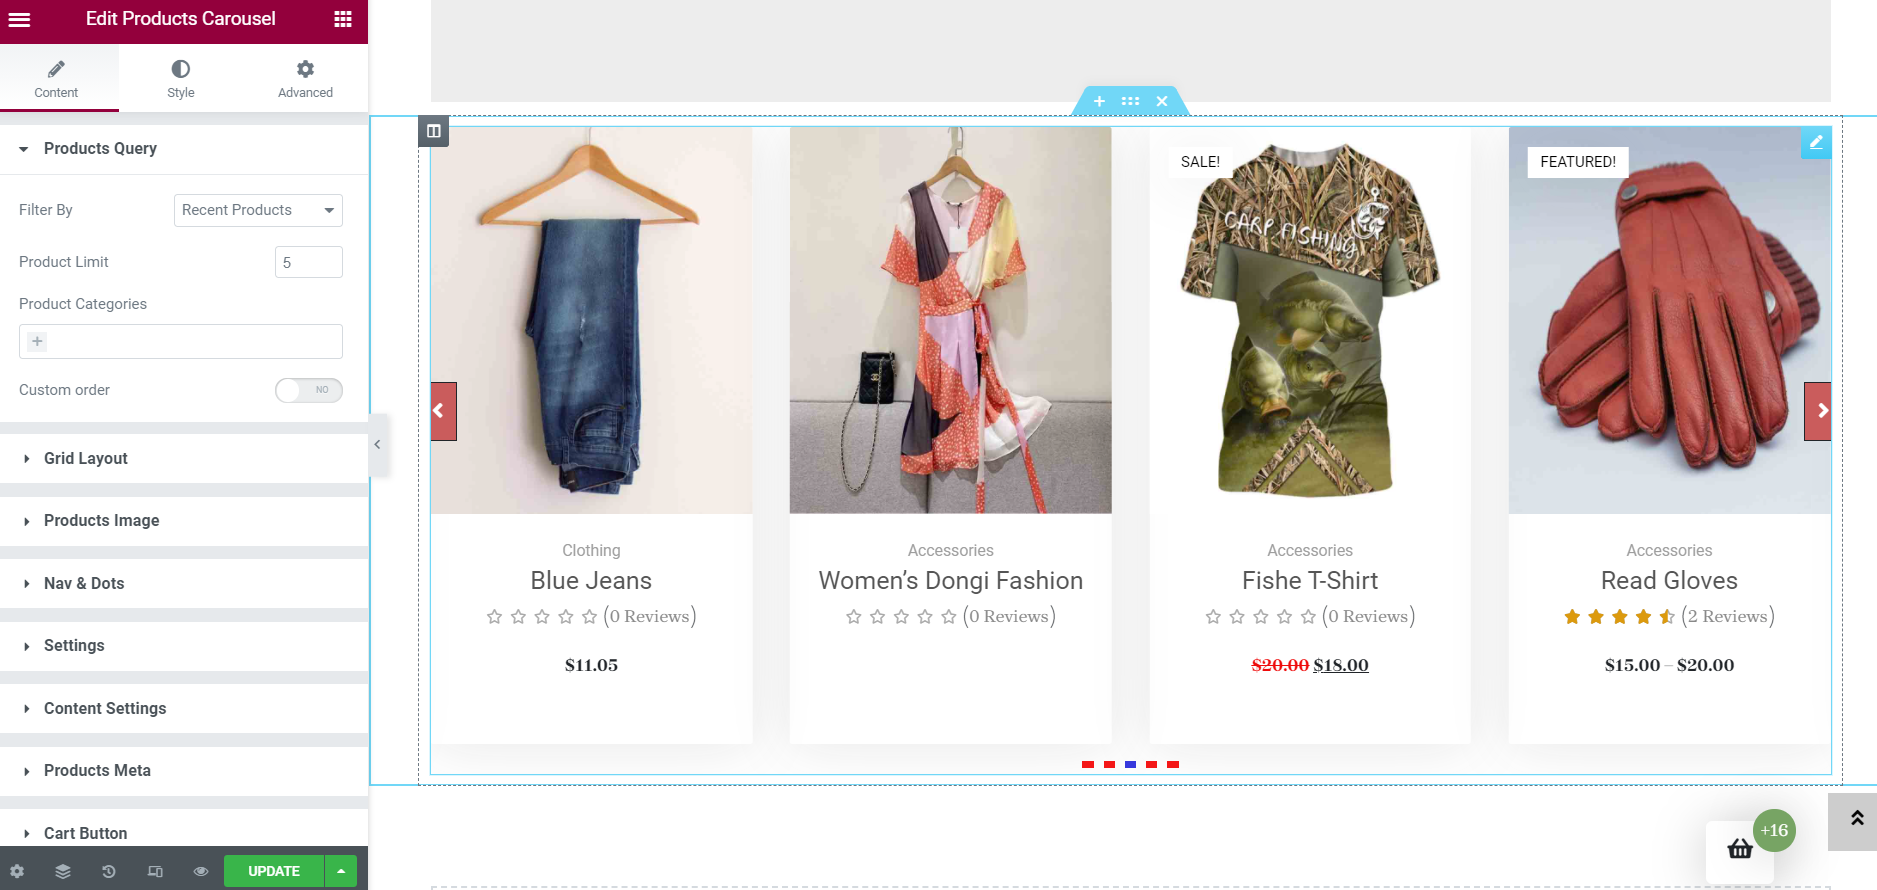 Edit Products Carousel
Content
Style
Advanced
Products Query
Filter By
Recent Products
Product Limit
5
Product Categories
+
Custom order
NO
Grid Layout
Products Image
Nav & Dots
Settings
Content Settings
Products Meta
Cart Button
UPDATE
SALE!
CARP FISHING
FEATURED!
Clothing
Blue Jeans
(0 Reviews)
$11.05
Accessories
Women’s Dongi Fashion
(0 Reviews)
Accessories
Fishe T-Shirt
(0 Reviews)
$20.00 $18.00
Accessories
Read Gloves
(2 Reviews)
$15.00 – $20.00
+16